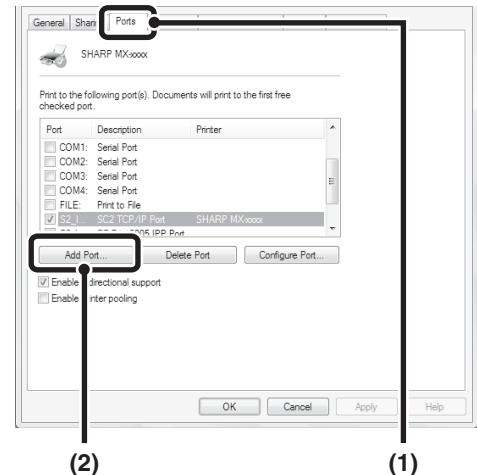 General Shari Ports
SHARP MX-xxxx
Print to the following port(s). Documents will print to the first free
checked port.
Port Description Printer
COM1: Serial Port
COM2: Serial Port
COM3: Serial Port
COM4: Serial Port
FILE: Print to File
S2_I... SC2 TCP/IP Port SHARP MX-xxxx
Add Port... Delete Port Configure Port...
Enable directional support
Enable inter pooling
OK Cancel Apply Help
(2) (1)